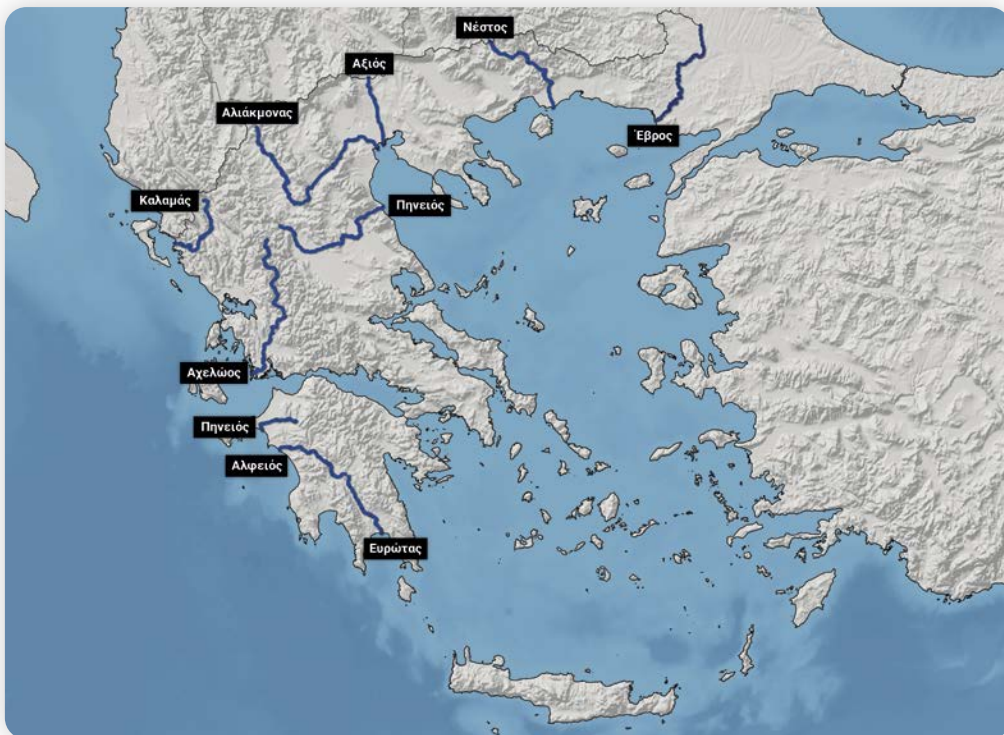 Νέστος
Αξιός
Αλιάκμονας
Έβρος
Καλαμάς
Πηνειός
Αχελώος
Πηνειός
Αλφειός
Ευρώτας